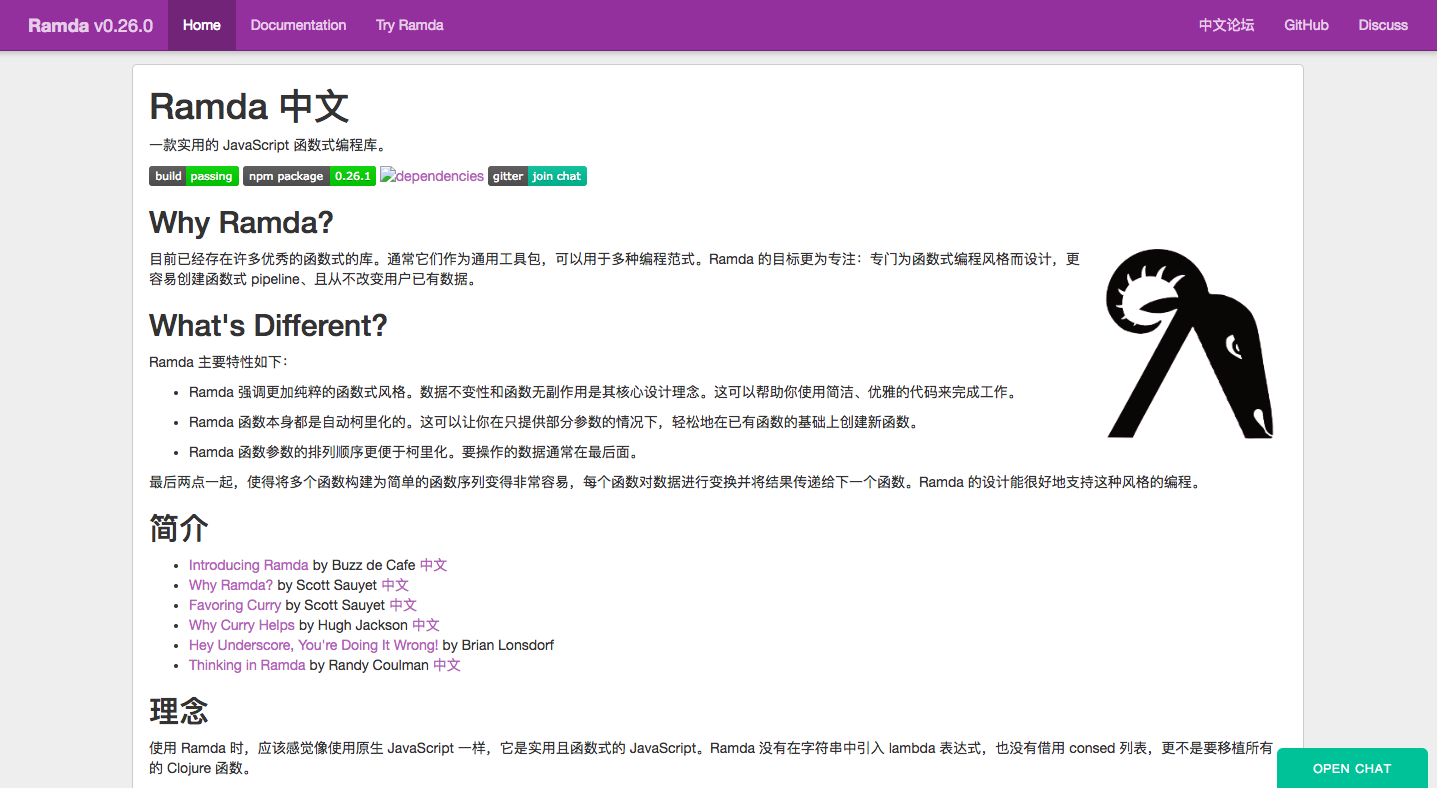 Ramda v0.26.0 Home Documentation Try Ramda 中文论坛 GitHub Discuss
Ramda 中文
一款实用的 JavaScript 函数式编程库。
build passing npm package 0.26.1 dependencies gitter join chat
Why Ramda?
目前已经存在许多优秀的函数式的库。通常它们作为通用工具包，可以用于多种编程范式。Ramda 的目标更为专注：专门为函数式编程风格而设计，更
容易创建函数式 pipeline、且从不改变用户已有数据。
What's Different?
Ramda 主要特性如下：
• Ramda 强调更加纯粹的函数式风格。数据不变性和函数无副作用是其核心设计理念。这可以帮助你使用简洁、优雅的代码来完成工作。
• Ramda 函数本身都是自动柯里化的。这可以让你在只提供部分参数的情况下，轻松地在已有函数的基础上创建新函数。
• Ramda 函数参数的排列顺序更便于柯里化。要操作的数据通常在最后面。
最后两点一起，使得将多个函数构建为简单的函数序列变得非常容易，每个函数对数据进行变换并将结果传递给下一个函数。Ramda 的设计能很好地支持这种风格的编程。
简介
• Introducing Ramda by Buzz de Cafe 中文
• Why Ramda? by Scott Sauyet 中文
• Favoring Curry by Scott Sauyet 中文
• Why Curry Helps by Hugh Jackson 中文
• Hey Underscore, You're Doing It Wrong! by Brian Lonsdorf
• Thinking in Ramda by Randy Coulman 中文
理念
使用 Ramda 时，应该感觉像使用原生 JavaScript 一样，它是实用且函数式的 JavaScript。Ramda 没有在字符串中引入 lambda 表达式，也没有借用 consed 列表，更不是要移植所有
的 Clojure 函数。
OPEN CHAT